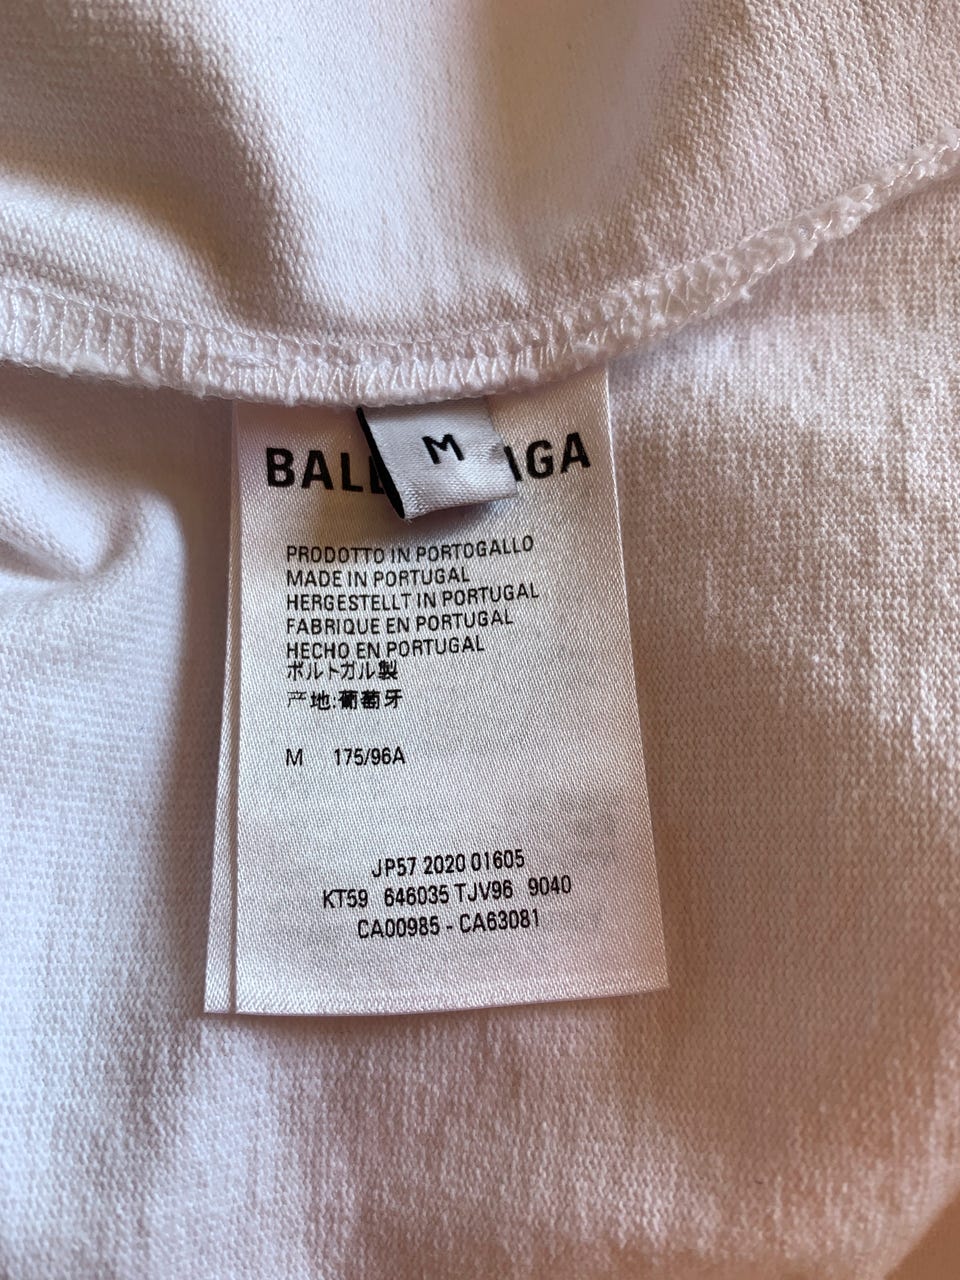 M
BAL IGA
PRODOTTO IN PORTOGALLO
MADE IN PORTUGAL
HERGESTELLT IN PORTUGAL
FABRIQUE EN PORTUGAL
HECHO EN PORTUGAL
ポルトガル製
产地:葡萄牙
M 175/96A
JP57 2020 01605
KT59 646035 TJV96 9040
CA00985 - CA63081